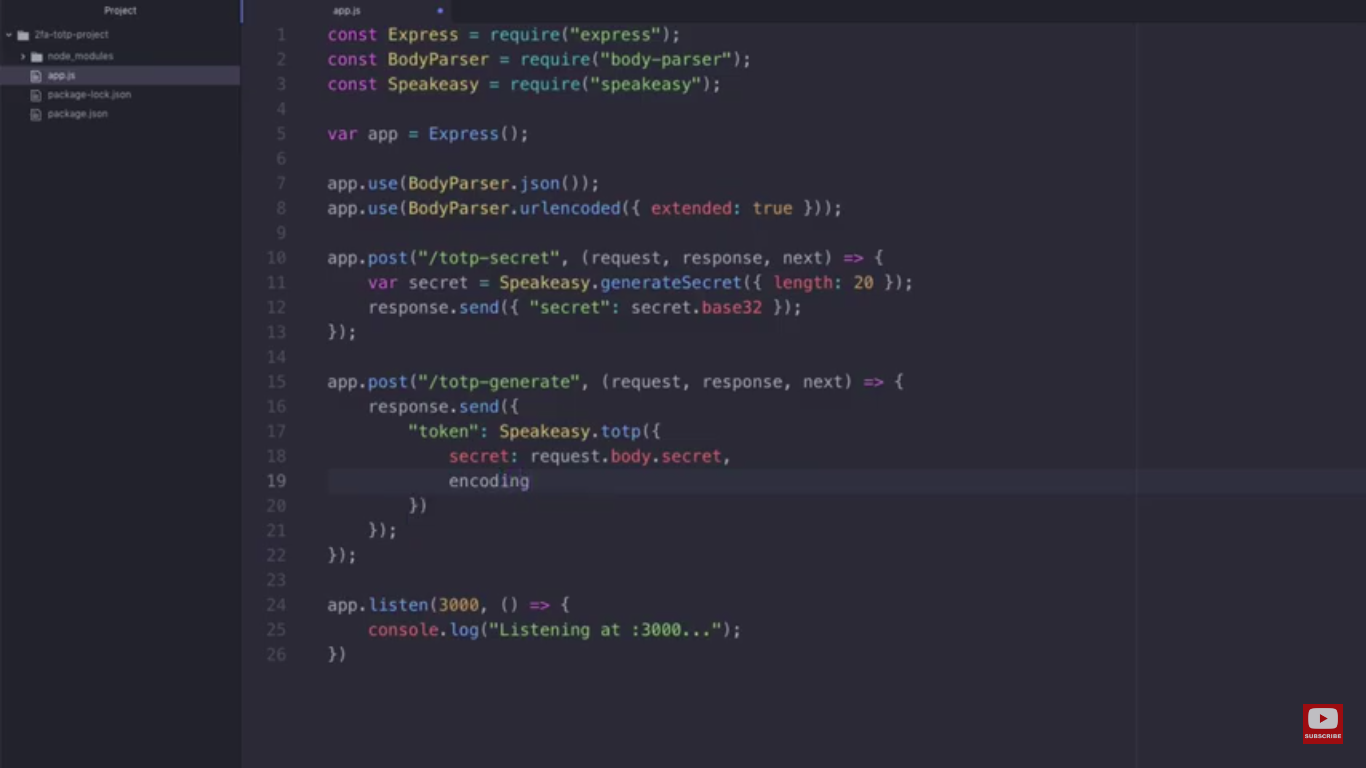 Project
2fa-totp-project
node_modules
app.js
package-lock.json
package.json
app.js
1 const Express = require("express");
2 const BodyParser = require("body-parser");
3 const Speakeasy = require("speakeasy");
4
5 var app = Express();
6
7 app.use(BodyParser.json());
8 app.use(BodyParser.urlencoded({ extended: true }));
9
10 app.post("/totp-secret", (request, response, next) => {
11     var secret = Speakeasy.generateSecret({ length: 20 });
12     response.send({ "secret": secret.base32 });
13 });
14
15 app.post("/totp-generate", (request, response, next) => {
16     response.send({
17         "token": Speakeasy.totp({
18             secret: request.body.secret,
19             encoding
20         })
21     });
22 });
23
24 app.listen(3000, () => {
25     console.log("Listening at :3000...");
26 })
SUBSCRIBE